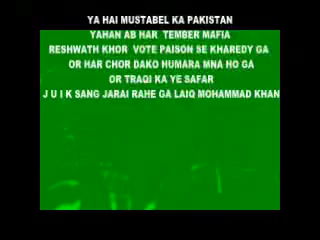 YA HAI MUSTABEL KA PAKISTAN
YAHAN AB HAR TEMBER MAFIA
RESHWATH KHOR VOTE PAISON SE KHAREDY GA
OR HAR CHOR DAKO HUMARA MNA HO GA
OR TRAQI KA YE SAFAR
J U I K SANG JARAI RAHE GA LAIQ MOHAMMAD KHAN